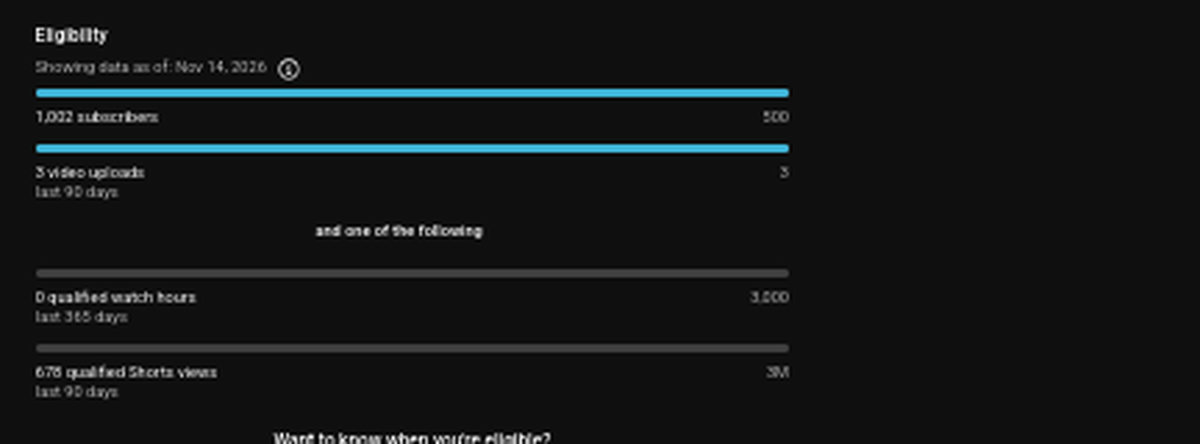 Eligibility
Showing data as of: Nov 14, 2026
1,002 subscribers 500
3 video uploads 3
last 90 days
and one of the following
0 qualified watch hours 3,000
last 365 days
678 qualified Shorts views 3M
last 90 days
Want to know when you're eligible?